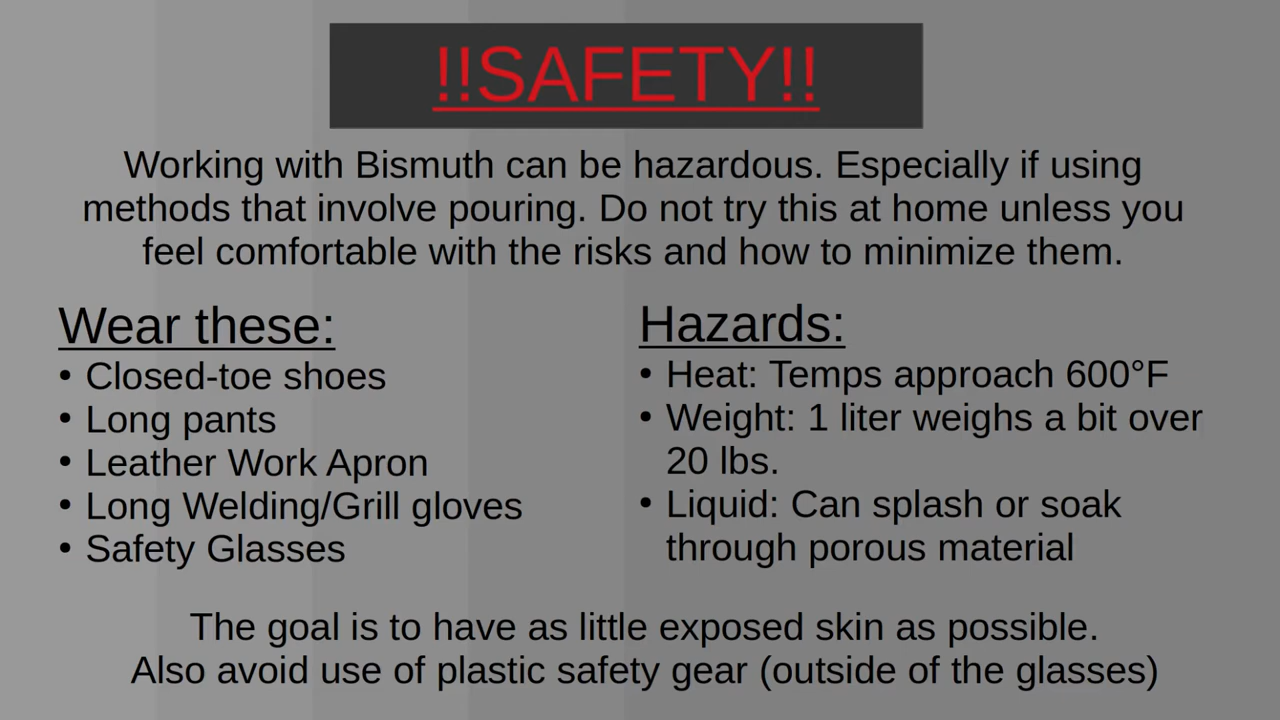 !!SAFETY!!
Working with Bismuth can be hazardous. Especially if using
methods that involve pouring. Do not try this at home unless you
feel comfortable with the risks and how to minimize them.
Wear these:
• Closed-toe shoes
• Long pants
• Leather Work Apron
• Long Welding/Grill gloves
• Safety Glasses
Hazards:
• Heat: Temps approach 600°F
• Weight: 1 liter weighs a bit over
20 lbs.
• Liquid: Can splash or soak
through porous material
The goal is to have as little exposed skin as possible.
Also avoid use of plastic safety gear (outside of the glasses)